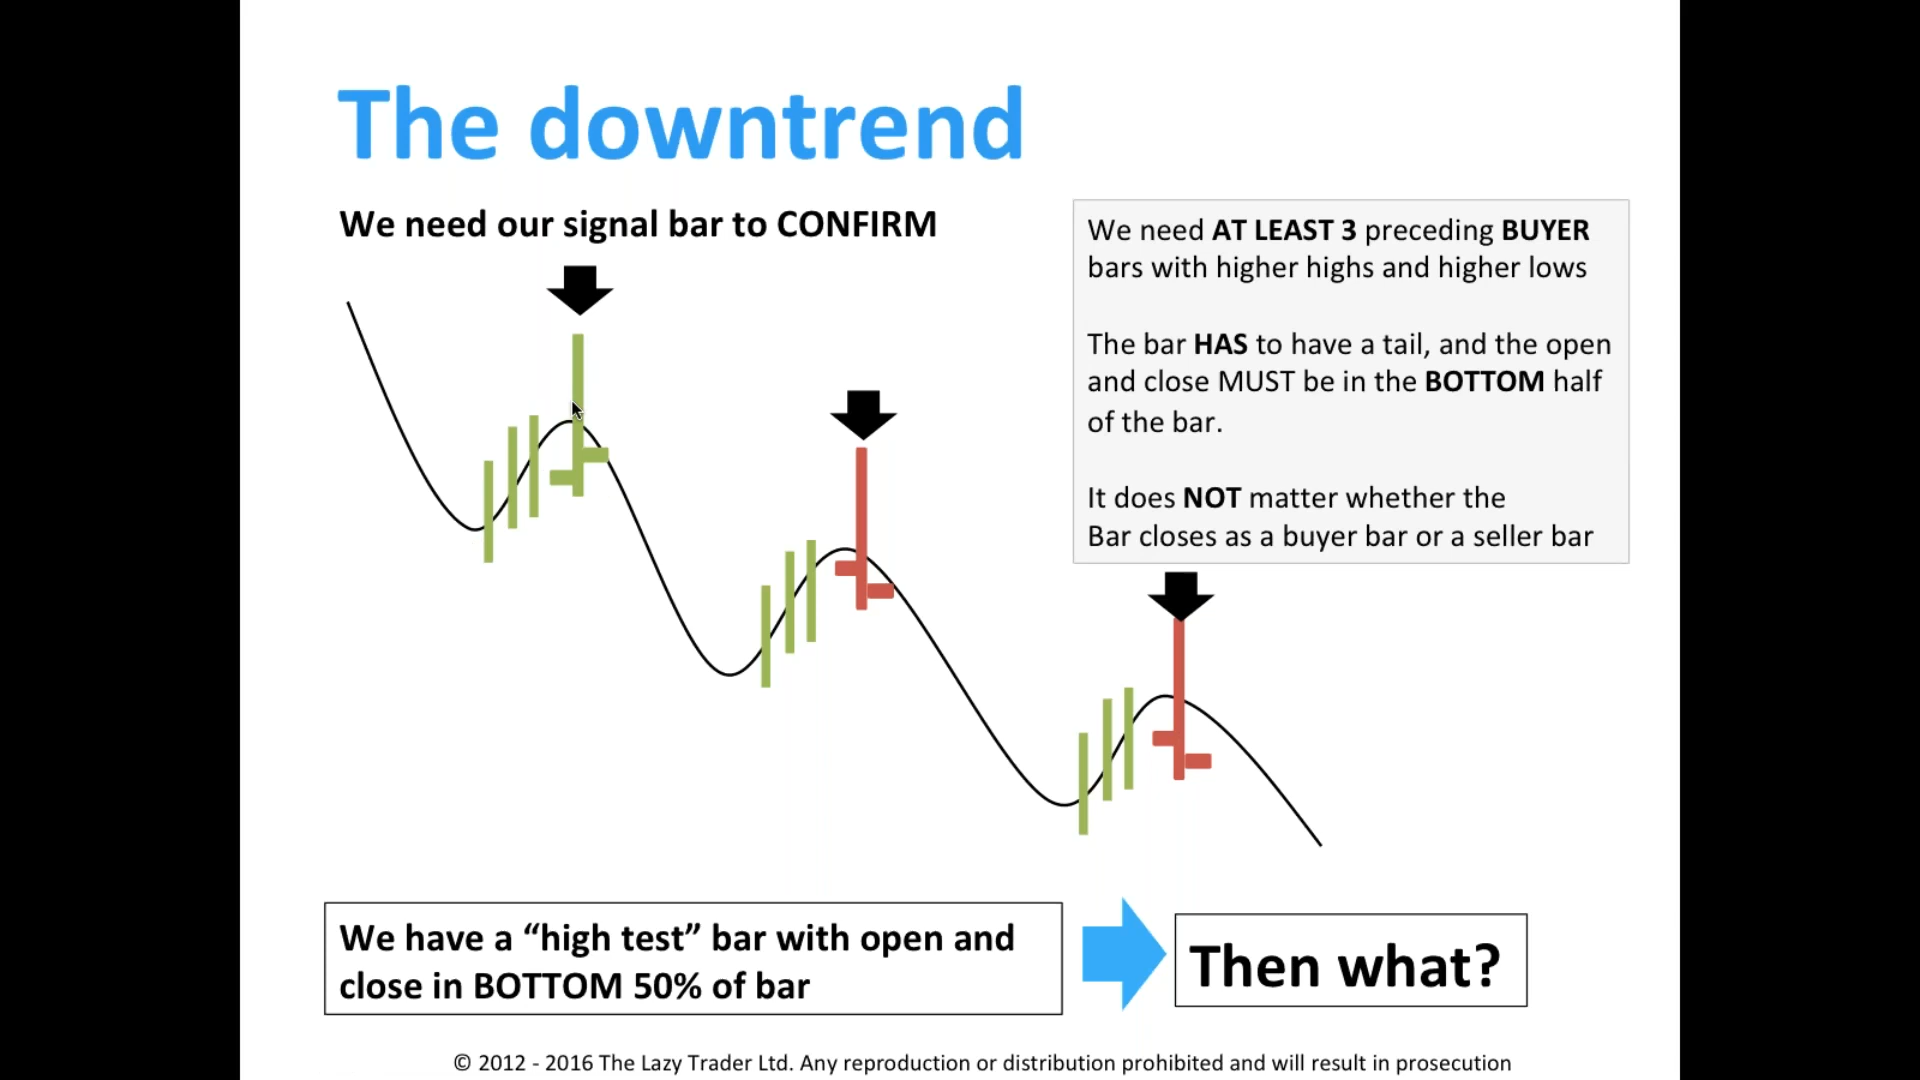 The downtrend
We need our signal bar to CONFIRM
We need AT LEAST 3 preceding BUYER
bars with higher highs and higher lows
The bar HAS to have a tail, and the open
and close MUST be in the BOTTOM half
of the bar.
It does NOT matter whether the
Bar closes as a buyer bar or a seller bar
We have a “high test” bar with open and
close in BOTTOM 50% of bar
Then what?
© 2012 - 2016 The Lazy Trader Ltd. Any reproduction or distribution prohibited and will result in prosecution